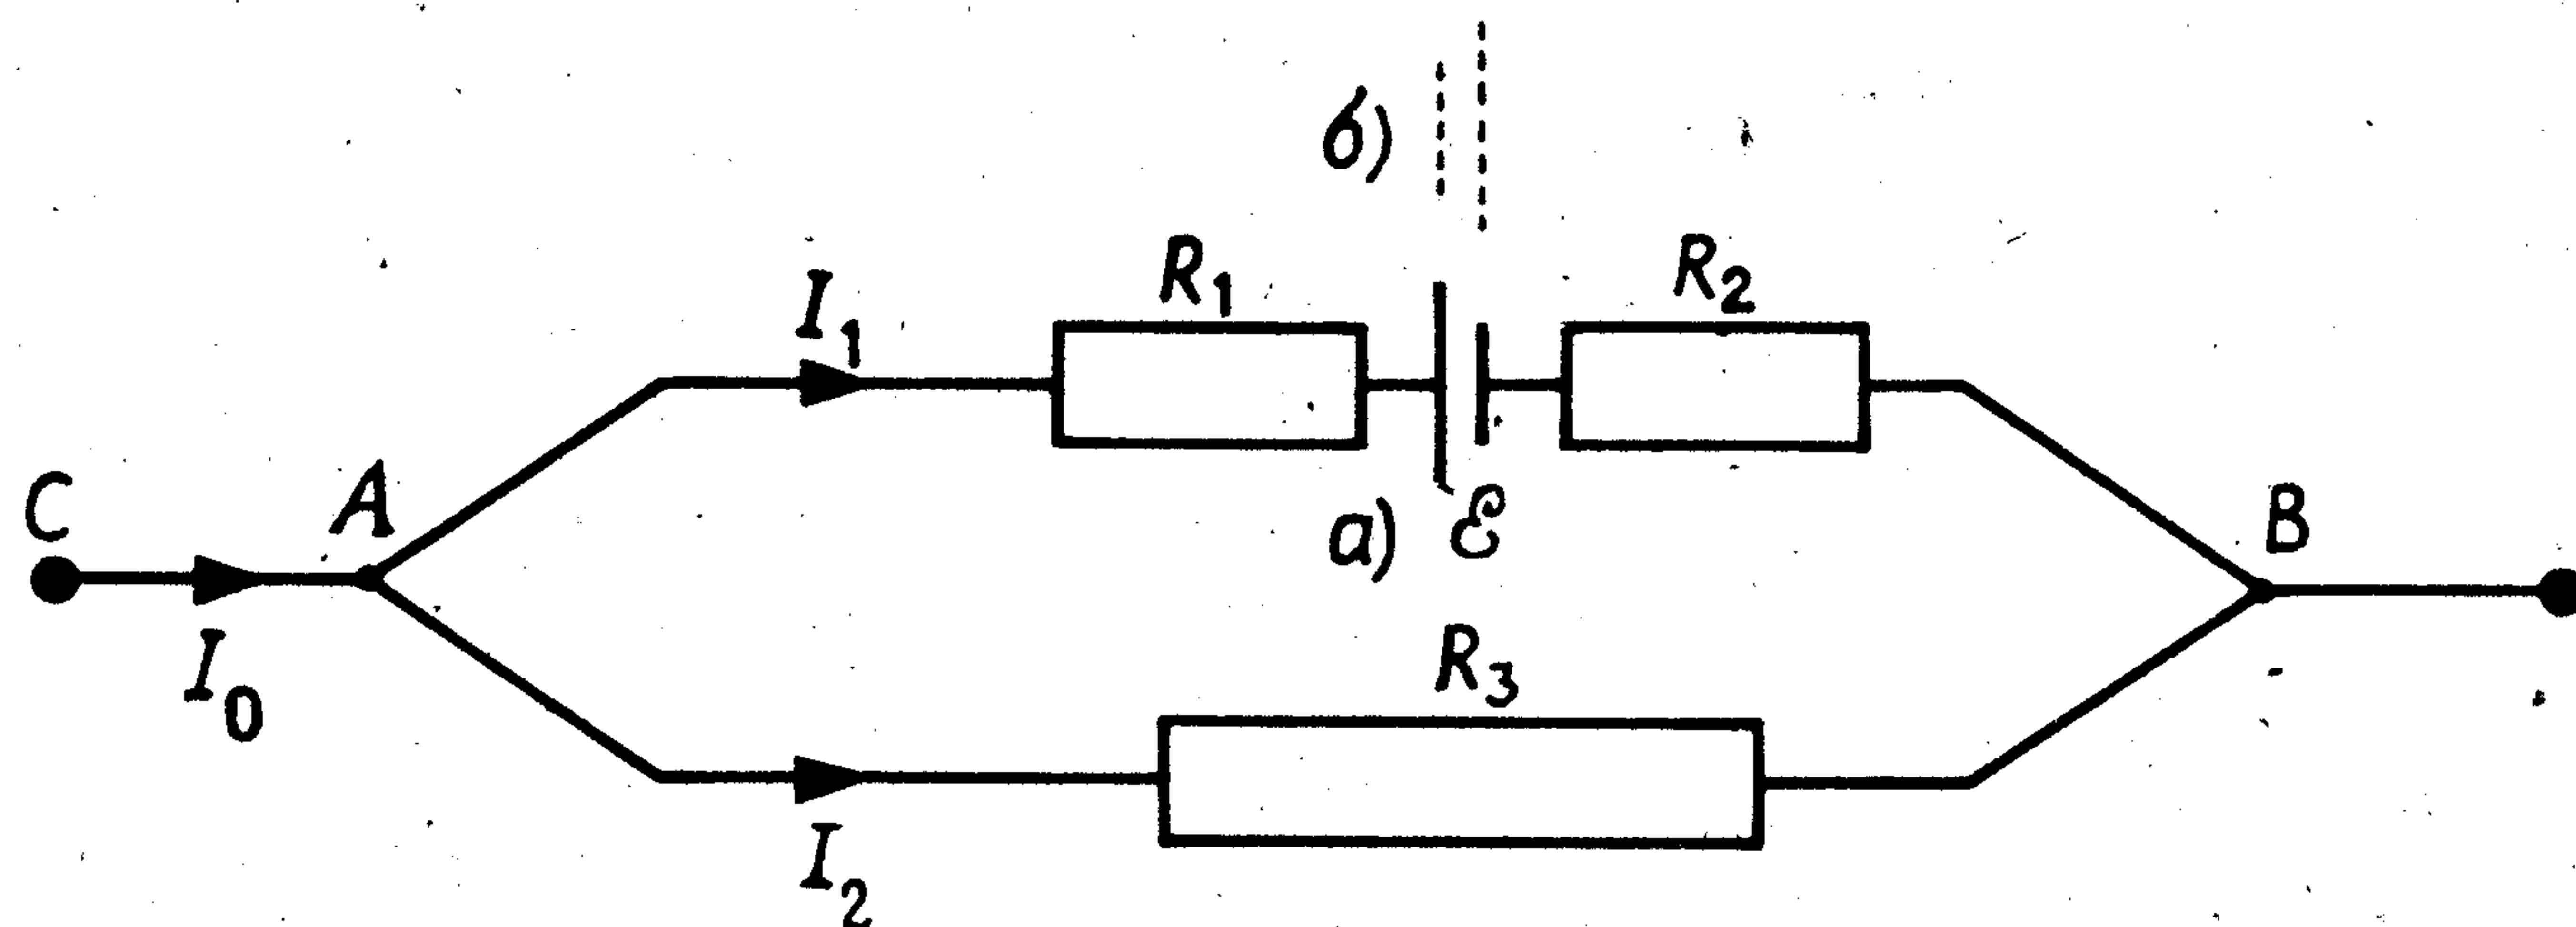 б)
R₁
R₂
I₁
C
A
а) ℰ
B
I₀
R₃
I₂